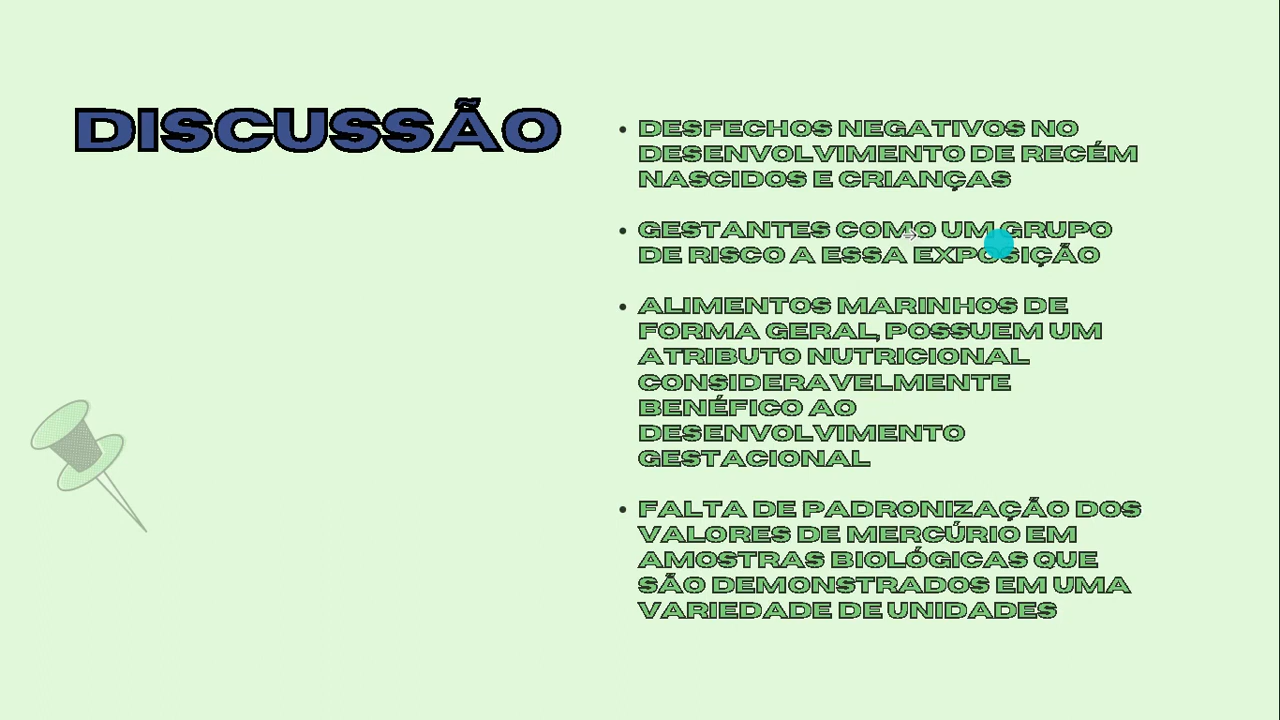 DISCUSSÃO
• DESFECHOS NEGATIVOS NO
DESENVOLVIMENTO DE RECÉM
NASCIDOS E CRIANÇAS
• GESTANTES COMO UM GRUPO
DE RISCO A ESSA EXPOSIÇÃO
• ALIMENTOS MARINHOS DE
FORMA GERAL, POSSUEM UM
ATRIBUTO NUTRICIONAL
CONSIDERAVELMENTE
BENÉFICO AO
DESENVOLVIMENTO
GESTACIONAL
• FALTA DE PADRONIZAÇÃO DOS
VALORES DE MERCÚRIO EM
AMOSTRAS BIOLÓGICAS QUE
SÃO DEMONSTRADOS EM UMA
VARIEDADE DE UNIDADES